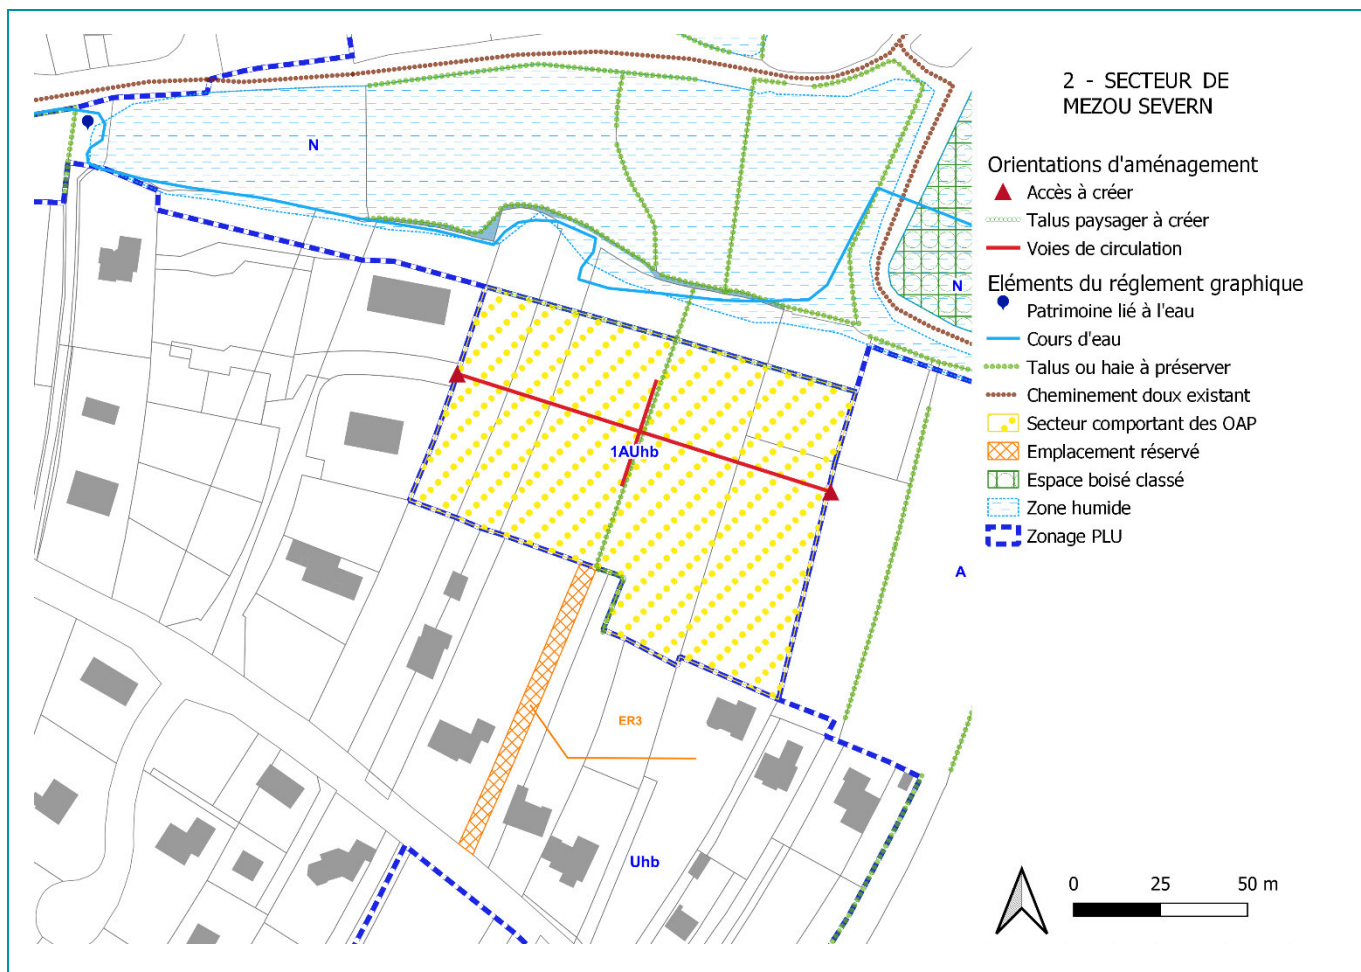 2 - SECTEUR DE
MEZOU SEVERN
Orientations d'aménagement
Accès à créer
Talus paysager à créer
Voies de circulation
Eléments du réglement graphique
Patrimoine lié à l'eau
Cours d'eau
Talus ou haie à préserver
Cheminement doux existant
Secteur comportant des OAP
Emplacement réservé
Espace boisé classé
Zone humide
Zonage PLU
N
N
1AUhb
A
ER3
Uhb
0 25 50 m